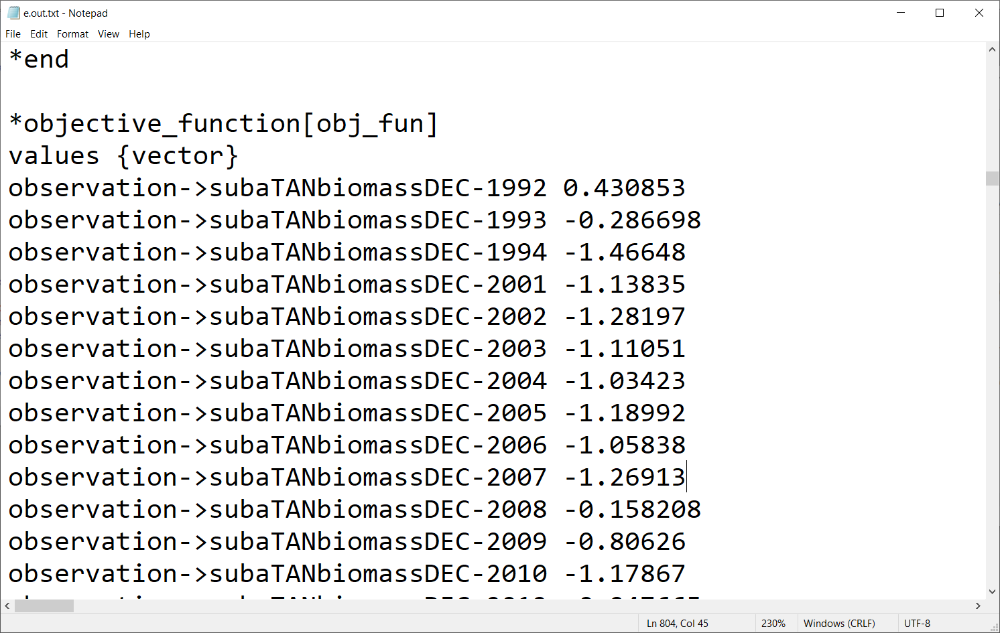 e.out.txt - Notepad
File Edit Format View Help
*end
*objective_function[obj_fun]
values {vector}
observation->subaTANbiomassDEC-1992 0.430853
observation->subaTANbiomassDEC-1993 -0.286698
observation->subaTANbiomassDEC-1994 -1.46648
observation->subaTANbiomassDEC-2001 -1.13835
observation->subaTANbiomassDEC-2002 -1.28197
observation->subaTANbiomassDEC-2003 -1.11051
observation->subaTANbiomassDEC-2004 -1.03423
observation->subaTANbiomassDEC-2005 -1.18992
observation->subaTANbiomassDEC-2006 -1.05838
observation->subaTANbiomassDEC-2007 -1.26913
observation->subaTANbiomassDEC-2008 -0.158208
observation->subaTANbiomassDEC-2009 -0.80626
observation->subaTANbiomassDEC-2010 -1.17867
Ln 804, Col 45 230% Windows (CRLF) UTF-8